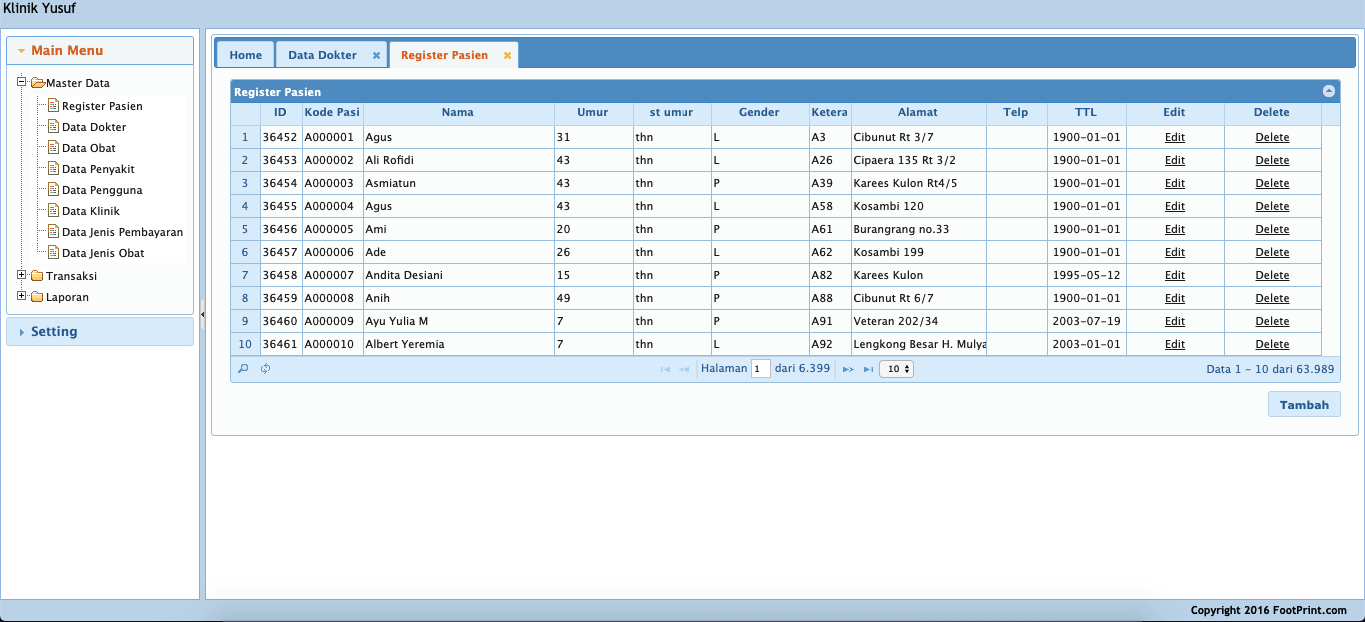 Klinik Yusuf
Main Menu
Master Data
Register Pasien
Data Dokter
Data Obat
Data Penyakit
Data Pengguna
Data Klinik
Data Jenis Pembayaran
Data Jenis Obat
Transaksi
Laporan
Setting
Home Data Dokter Register Pasien
Register Pasien
ID Kode Pasi Nama Umur st umur Gender Ketera Alamat Telp TTL Edit Delete
1 36452 A000001 Agus 31 thn L A3 Cibunut Rt 3/7 1900-01-01 Edit Delete
2 36453 A000002 Ali Rofidi 43 thn L A26 Cipaera 135 Rt 3/2 1900-01-01 Edit Delete
3 36454 A000003 Asmiatun 43 thn P A39 Karees Kulon Rt4/5 1900-01-01 Edit Delete
4 36455 A000004 Agus 43 thn L A58 Kosambi 120 1900-01-01 Edit Delete
5 36456 A000005 Ami 20 thn P A61 Burangrang no.33 1900-01-01 Edit Delete
6 36457 A000006 Ade 26 thn L A62 Kosambi 199 1900-01-01 Edit Delete
7 36458 A000007 Andita Desiani 15 thn P A82 Karees Kulon 1995-05-12 Edit Delete
8 36459 A000008 Anih 49 thn P A88 Cibunut Rt 6/7 1900-01-01 Edit Delete
9 36460 A000009 Ayu Yulia M 7 thn P A91 Veteran 202/34 2003-07-19 Edit Delete
10 36461 A000010 Albert Yeremia 7 thn L A92 Lengkong Besar H. Mulya 2003-01-01 Edit Delete
Halaman 1 dari 6.399 10 Data 1 - 10 dari 63.989
Tambah
Copyright 2016 FootPrint.com